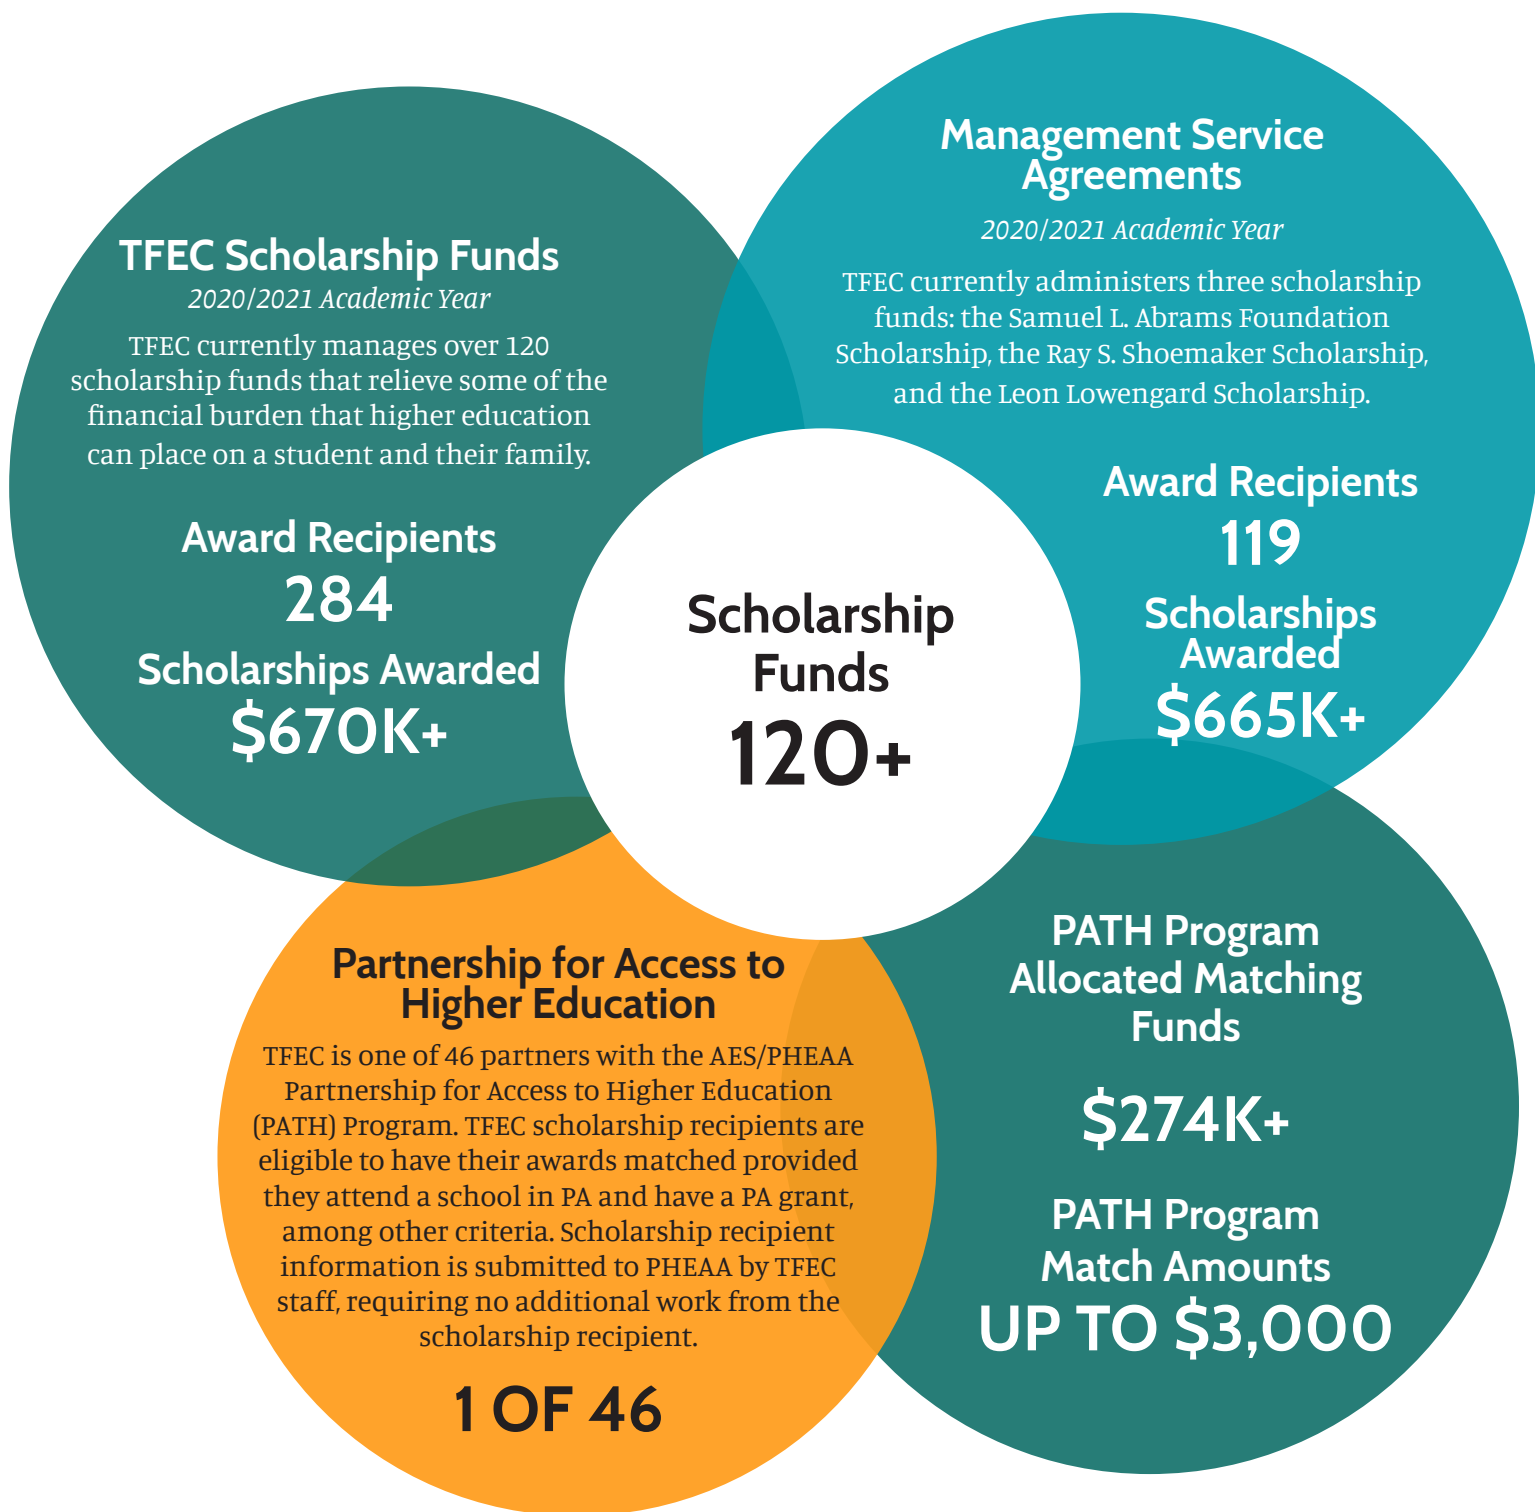 TFEC Scholarship Funds
2020/2021 Academic Year
TFEC currently manages over 120
scholarship funds that relieve some of the
financial burden that higher education
can place on a student and their family.
Award Recipients
284
Scholarships Awarded
$670K+
Management Service
Agreements
2020/2021 Academic Year
TFEC currently administers three scholarship
funds: the Samuel L. Abrams Foundation
Scholarship, the Ray S. Shoemaker Scholarship,
and the Leon Lowengard Scholarship.
Award Recipients
119
Scholarships
Awarded
$665K+
Scholarship
Funds
120+
Partnership for Access to
Higher Education
TFEC is one of 46 partners with the AES/PHEAA
Partnership for Access to Higher Education
(PATH) Program. TFEC scholarship recipients are
eligible to have their awards matched provided
they attend a school in PA and have a PA grant,
among other criteria. Scholarship recipient
information is submitted to PHEAA by TFEC
staff, requiring no additional work from the
scholarship recipient.
1 OF 46
PATH Program
Allocated Matching
Funds
$274K+
PATH Program
Match Amounts
UP TO $3,000